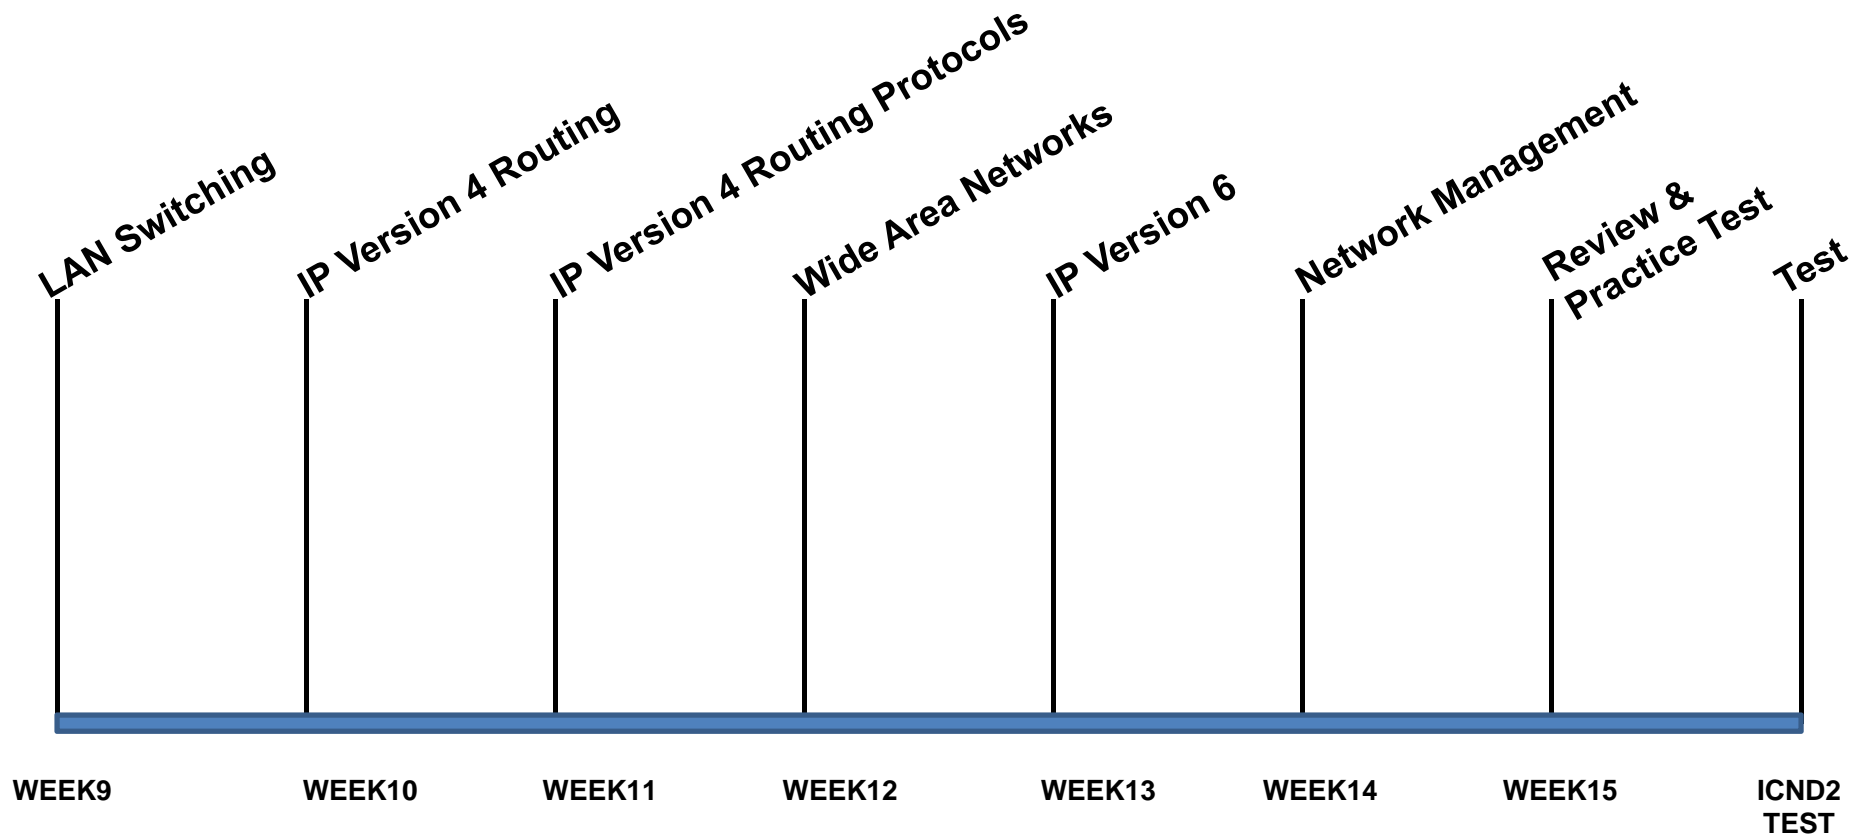 LAN Switching
IP Version 4 Routing
IP Version 4 Routing Protocols
Wide Area Networks
IP Version 6
Network Management
Review &
Practice Test
Test
WEEK9
WEEK10
WEEK11
WEEK12
WEEK13
WEEK14
WEEK15
ICND2
TEST